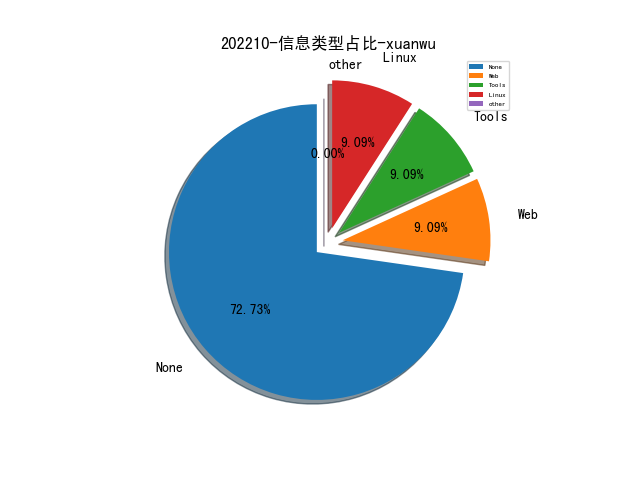 202210-信息类型占比-xuanwu
other
Linux
Tools
Web
None
0.00%
9.09%
9.09%
9.09%
72.73%
None
Web
Tools
Linux
other